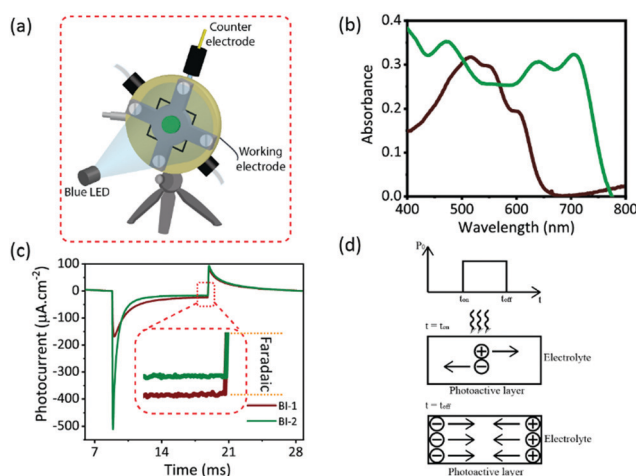 (a)
Counter
electrode
Working
electrode
Blue LED
(b)
Absorbance
0.4
0.3
0.2
0.1
0.0
400 500 600 700 800
Wavelength (nm)
(c)
Photocurrent (µA.cm⁻²)
100
0
-100
-200
-300
-400
-500
Faradaic
BI-1
BI-2
7 14 21 28
Time (ms)
(d)
P₀
t_on t_off t
t = t_on
+
−
Electrolyte
Photoactive layer
t = t_off
− +
− +
− +
Electrolyte
Photoactive layer